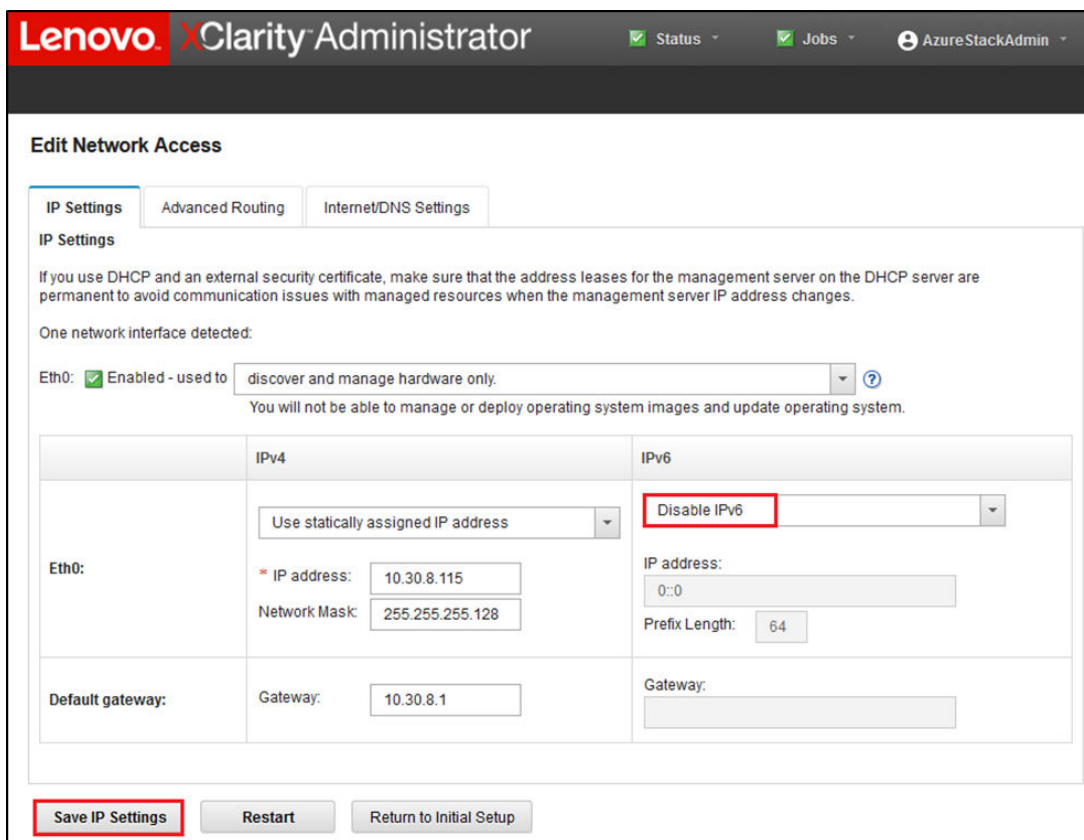 Lenovo. XClarity Administrator Status Jobs AzureStackAdmin
Edit Network Access
IP Settings Advanced Routing Internet/DNS Settings
IP Settings
If you use DHCP and an external security certificate, make sure that the address leases for the management server on the DHCP server are
permanent to avoid communication issues with managed resources when the management server IP address changes.
One network interface detected:
Eth0: Enabled - used to discover and manage hardware only. ?
You will not be able to manage or deploy operating system images and update operating system.
IPv4 IPv6
Eth0:
Use statically assigned IP address
* IP address: 10.30.8.115
Network Mask: 255.255.255.128
Disable IPv6
IP address:
0::0
Prefix Length: 64
Default gateway:
Gateway: 10.30.8.1
Gateway:
Save IP Settings Restart Return to Initial Setup